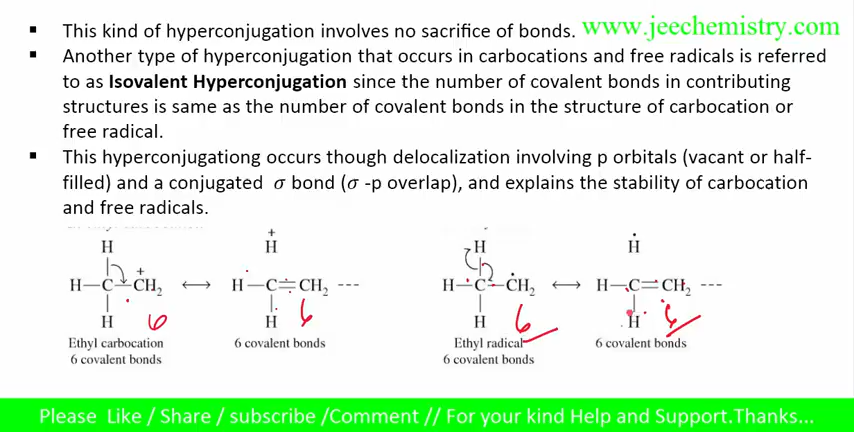 ▪ This kind of hyperconjugation involves no sacrifice of bonds. www.jeechemistry.com
▪ Another type of hyperconjugation that occurs in carbocations and free radicals is referred
to as Isovalent Hyperconjugation since the number of covalent bonds in contributing
structures is same as the number of covalent bonds in the structure of carbocation or
free radical.
▪ This hyperconjugationg occurs though delocalization involving p orbitals (vacant or half-
filled) and a conjugated σ bond (σ -p overlap), and explains the stability of carbocation
and free radicals.
H + H H Ḣ
H—C—CH₂ + ⟷ H—C=CH₂ --- H—C—ĊH₂ ⟷ H—C=CH₂ ---
H 6 H 6 H 6 H 6
Ethyl carbocation 6 covalent bonds Ethyl radical 6 covalent bonds
6 covalent bonds 6 covalent bonds
Please Like / Share / subscribe /Comment // For your kind Help and Support.Thanks...